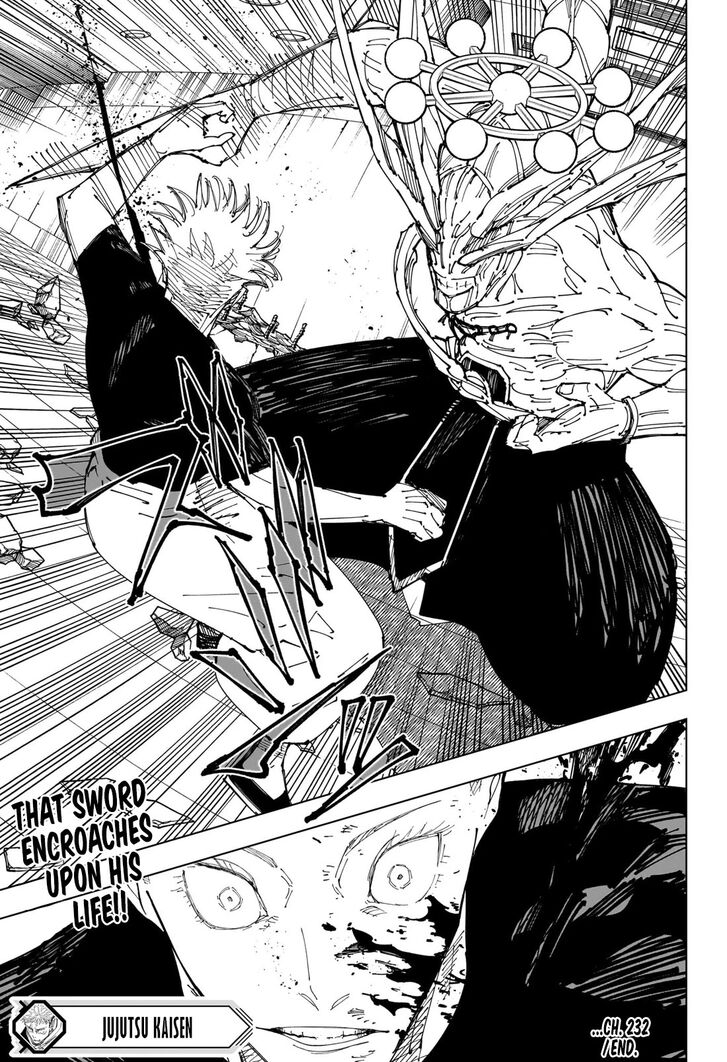 THAT SWORD
ENCROACHES
UPON HIS
LIFE!!
JUJUTSU KAISEN
...CH. 232
/END.